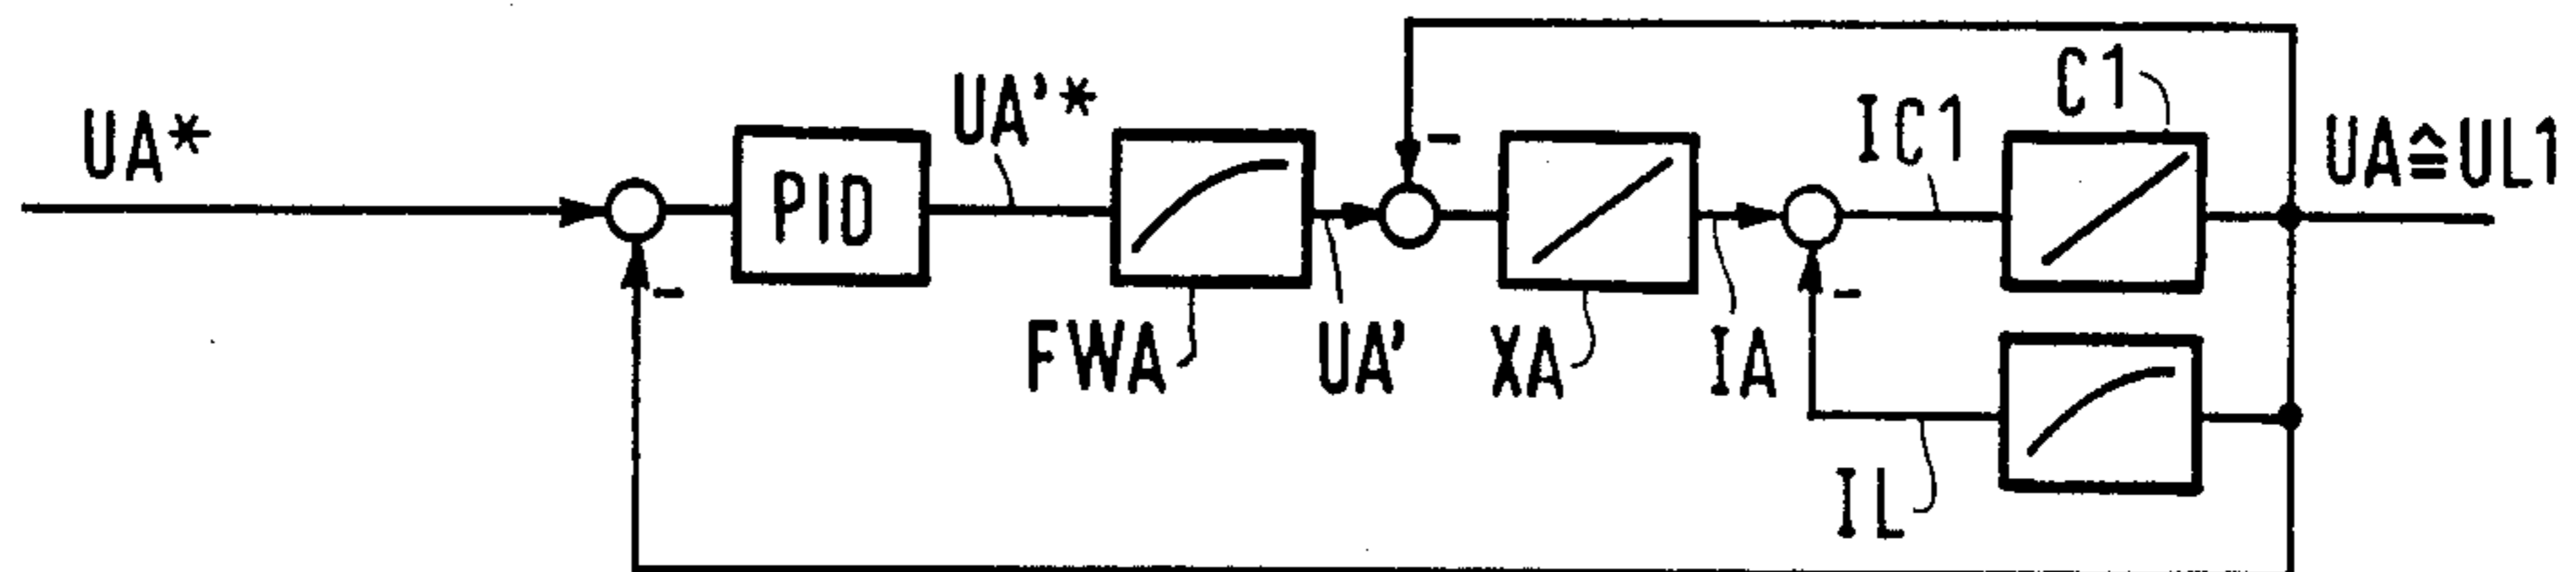 UA*
-
PID
UA'*
FWA
UA'
-
XA
IA
-
IC1
C1
IL
UA≙UL1